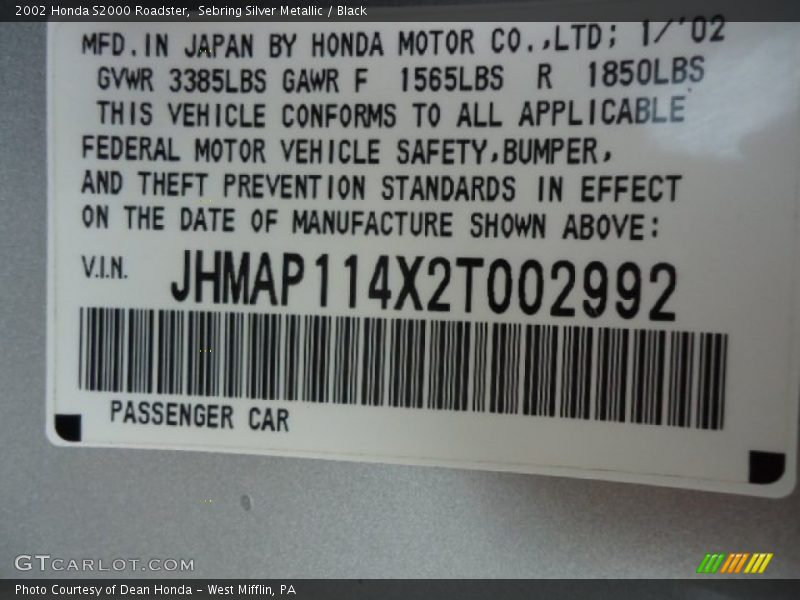 2002 Honda S2000 Roadster,  Sebring Silver Metallic / Black
MFD. IN JAPAN BY HONDA MOTOR CO.,LTD; 1/'02
GVWR 3385LBS GAWR F 1565LBS R 1850LBS
THIS VEHICLE CONFORMS TO ALL APPLICABLE
FEDERAL MOTOR VEHICLE SAFETY,BUMPER,
AND THEFT PREVENTION STANDARDS IN EFFECT
ON THE DATE OF MANUFACTURE SHOWN ABOVE:
V.I.N. JHMAP114X2T002992
PASSENGER CAR
GTCARLOT.COM
Photo Courtesy of Dean Honda - West Mifflin, PA